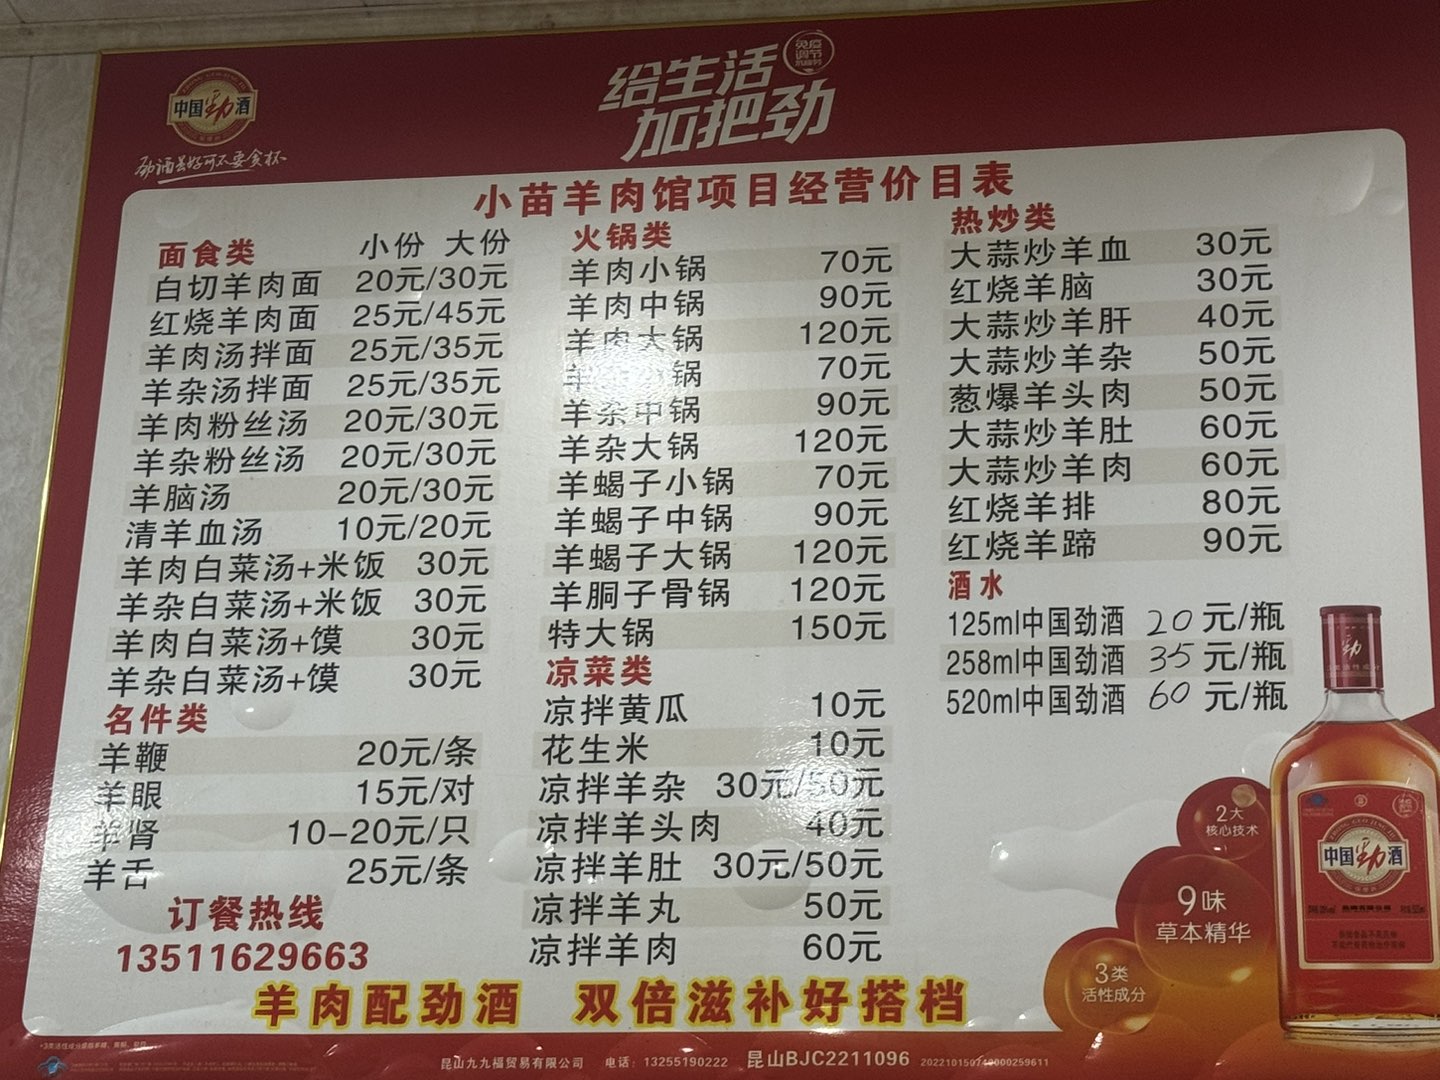 中国劲酒
劲酒虽好可不要贪杯
给生活
加把劲
免疫
调节
小苗羊肉馆项目经营价目表
面食类 小份 大份
白切羊肉面 20元/30元
红烧羊肉面 25元/45元
羊肉汤拌面 25元/35元
羊杂汤拌面 25元/35元
羊肉粉丝汤 20元/30元
羊杂粉丝汤 20元/30元
羊脑汤 20元/30元
清羊血汤 10元/20元
羊肉白菜汤+米饭 30元
羊杂白菜汤+米饭 30元
羊肉白菜汤+馍 30元
羊杂白菜汤+馍 30元
名件类
羊鞭 20元/条
羊眼 15元/对
羊肾 10-20元/只
羊舌 25元/条
订餐热线
13511629663
火锅类
羊肉小锅 70元
羊肉中锅 90元
羊肉大锅 120元
羊杂小锅 70元
羊杂中锅 90元
羊杂大锅 120元
羊蝎子小锅 70元
羊蝎子中锅 90元
羊蝎子大锅 120元
羊胴子骨锅 120元
特大锅 150元
凉菜类
凉拌黄瓜 10元
花生米 10元
凉拌羊杂 30元/50元
凉拌羊头肉 40元
凉拌羊肚 30元/50元
凉拌羊丸 50元
凉拌羊肉 60元
热炒类
大蒜炒羊血 30元
红烧羊脑 30元
大蒜炒羊肝 40元
大蒜炒羊杂 50元
葱爆羊头肉 50元
大蒜炒羊肚 60元
大蒜炒羊肉 60元
红烧羊排 80元
红烧羊蹄 90元
酒水
125ml中国劲酒 20元/瓶
258ml中国劲酒 35元/瓶
520ml中国劲酒 60元/瓶
2大
核心技术
9味
草本精华
3类
活性成分
劲
中国劲酒
羊肉配劲酒 双倍滋补好搭档
昆山九九福贸易有限公司 电话：13255190222 昆山BJC2211096 202210150740000259611